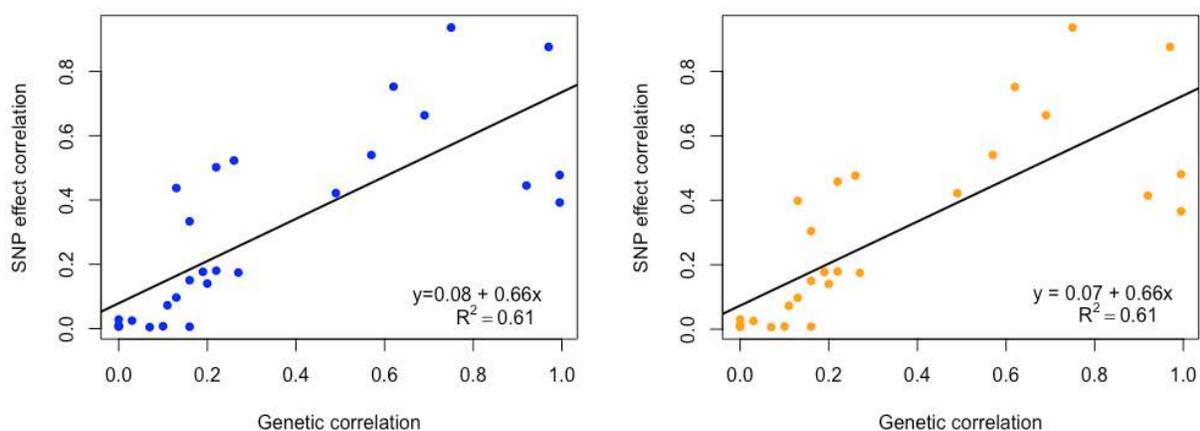 SNP effect correlation
0.8
0.6
0.4
0.2
0.0
y=0.08 + 0.66x
R² = 0.61
0.0 0.2 0.4 0.6 0.8 1.0
Genetic correlation
SNP effect correlation
0.8
0.6
0.4
0.2
0.0
y = 0.07 + 0.66x
R² = 0.61
0.0 0.2 0.4 0.6 0.8 1.0
Genetic correlation